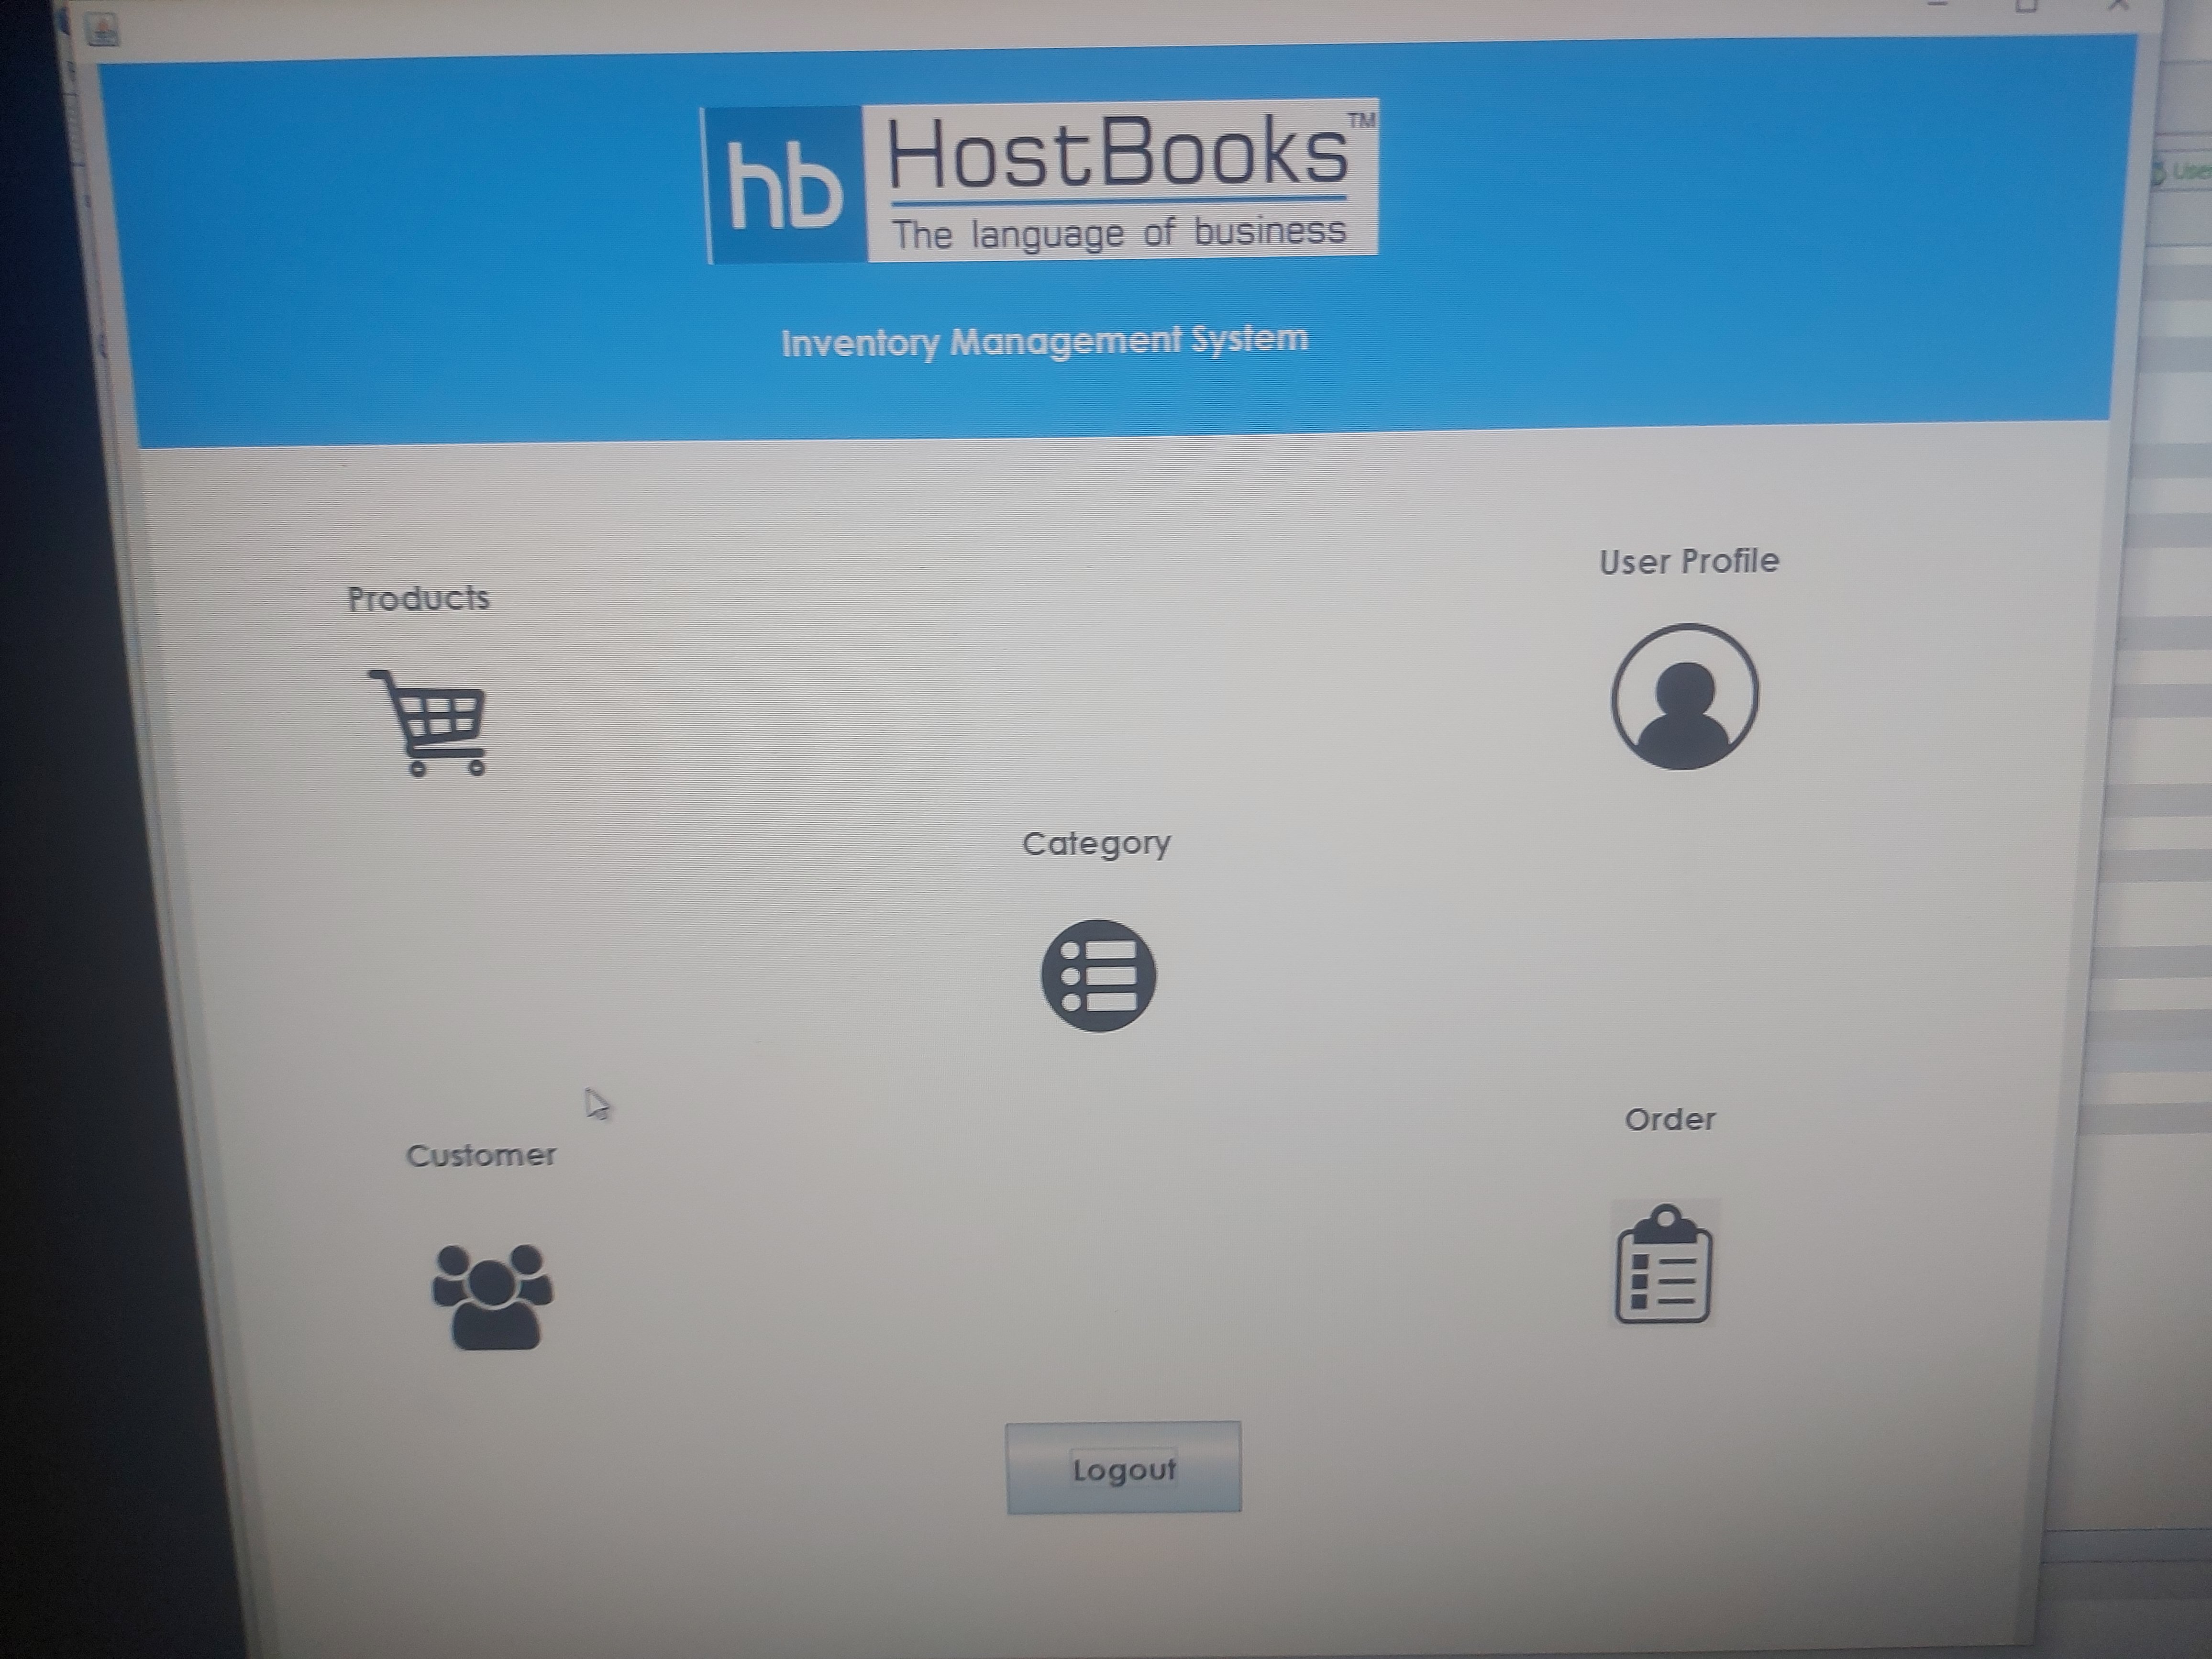 hb
HostBooks™
The language of business
Inventory Management System
Products
User Profile
Category
Customer
Order
Logout